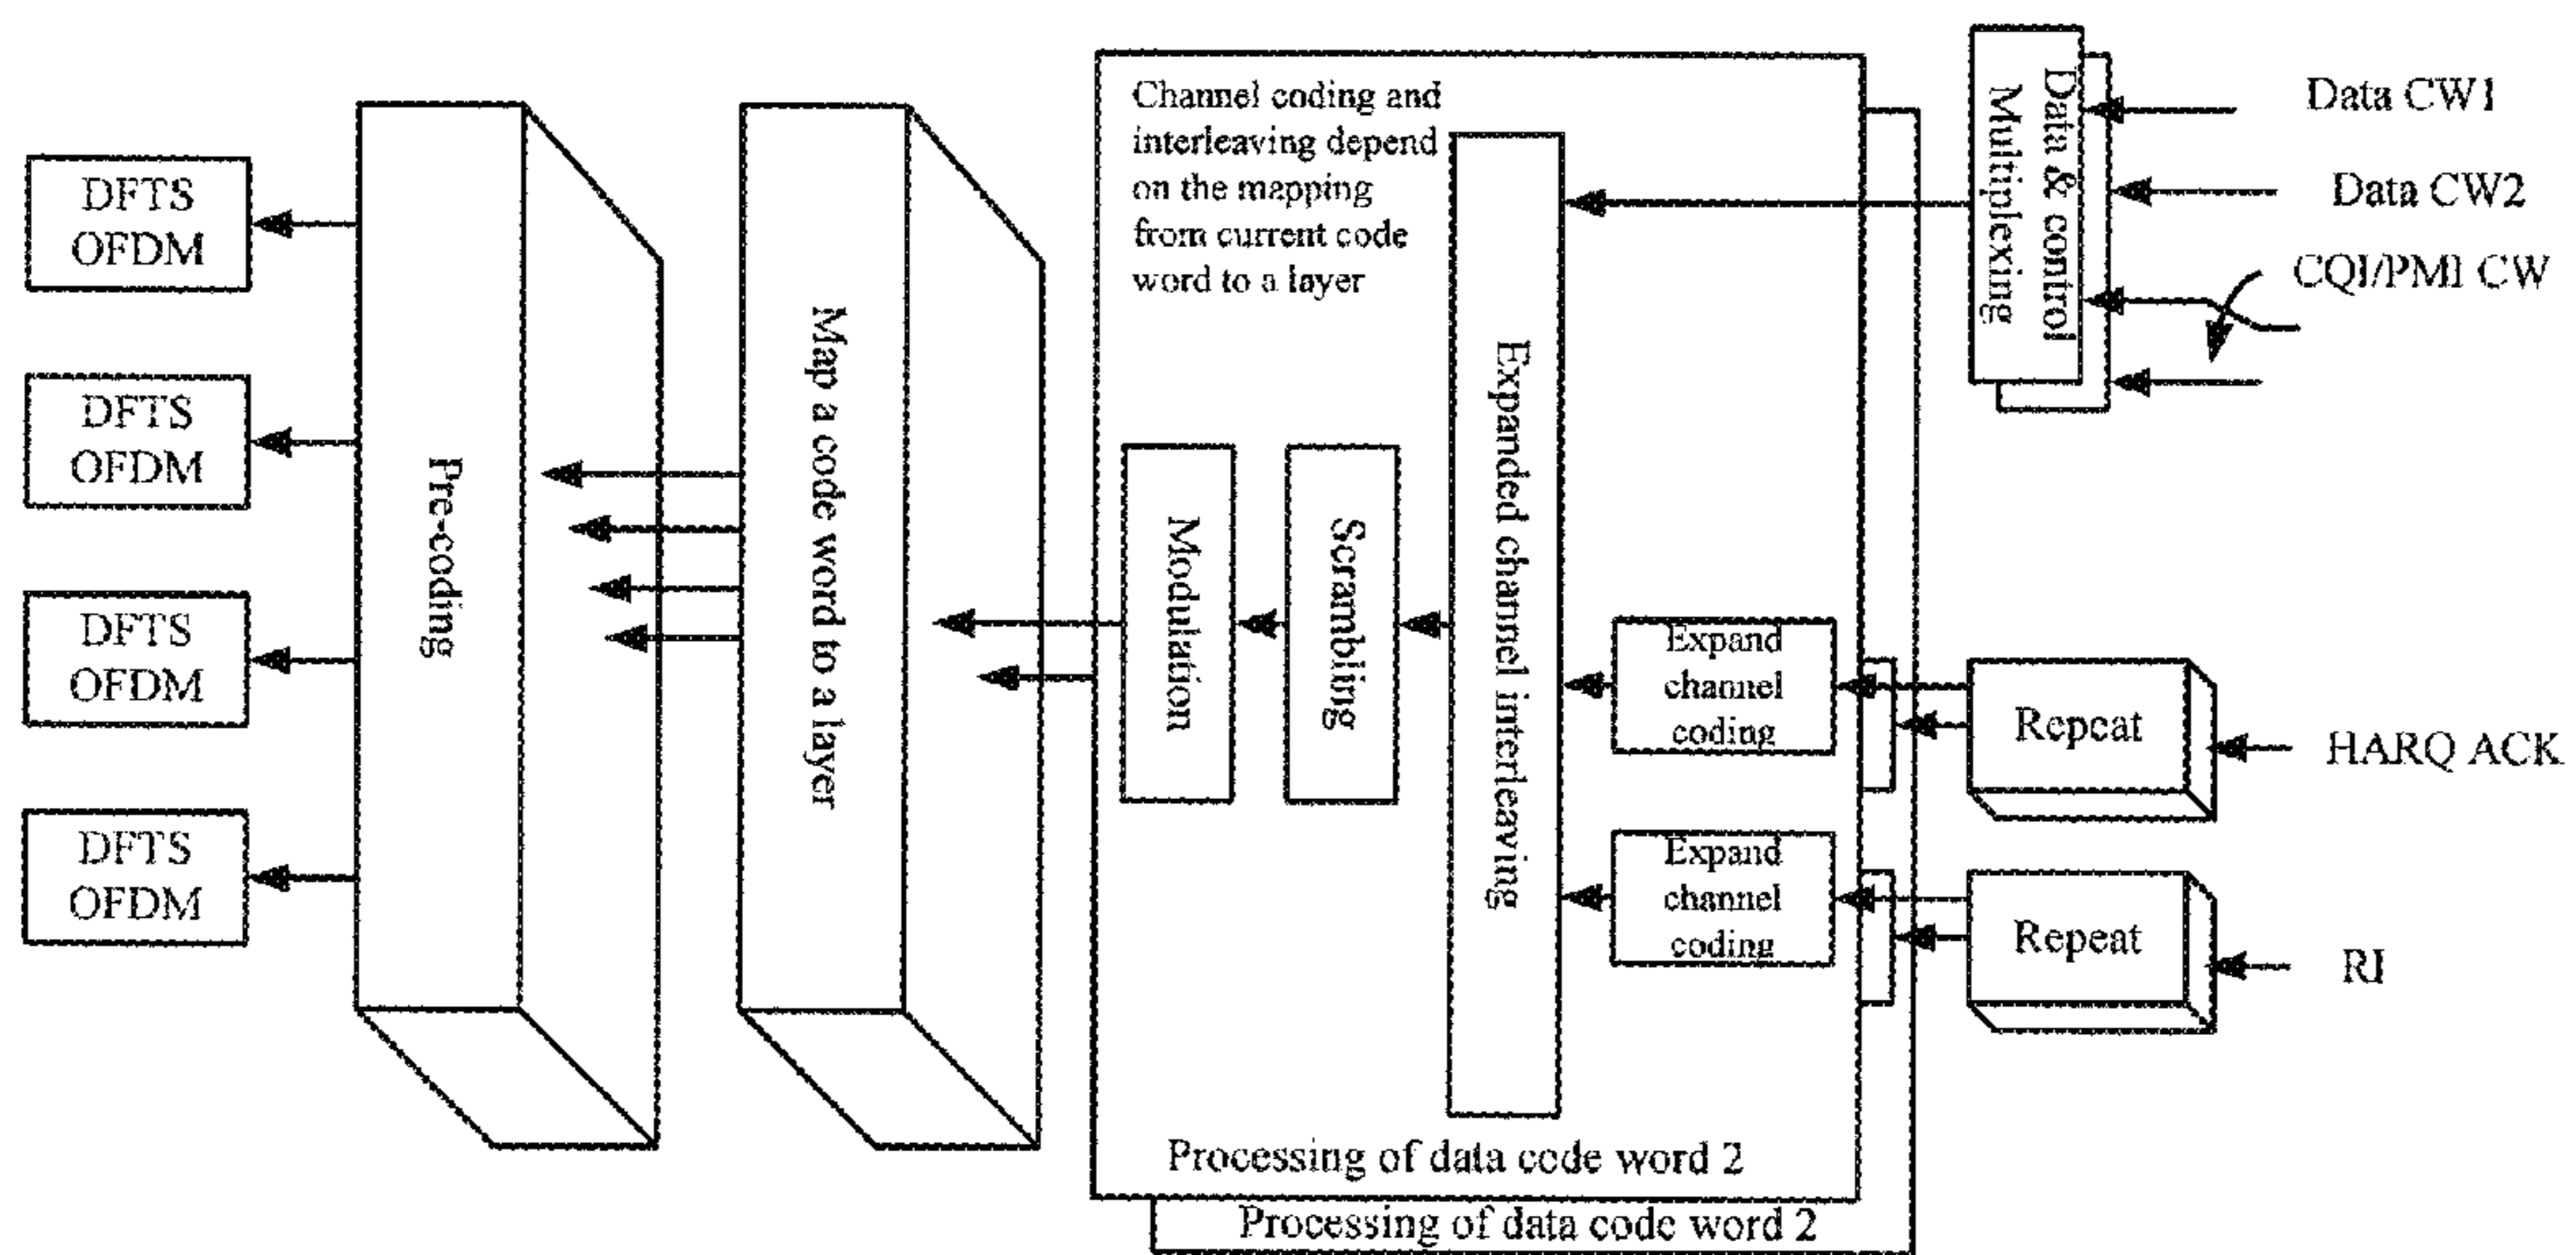 DFTS
OFDM
DFTS
OFDM
DFTS
OFDM
DFTS
OFDM
Pre-coding
Map a code word to a layer
Channel coding and
interleaving depend
on the mapping
from current code
word to a layer
Modulation
Scrambling
Expanded channel interleaving
Expand
channel
coding
Expand
channel
coding
Processing of data code word 2
Processing of data code word 2
Data & control
Multiplexing
Data CW1
Data CW2
CQI/PMI CW
Repeat
HARQ ACK
Repeat
RI